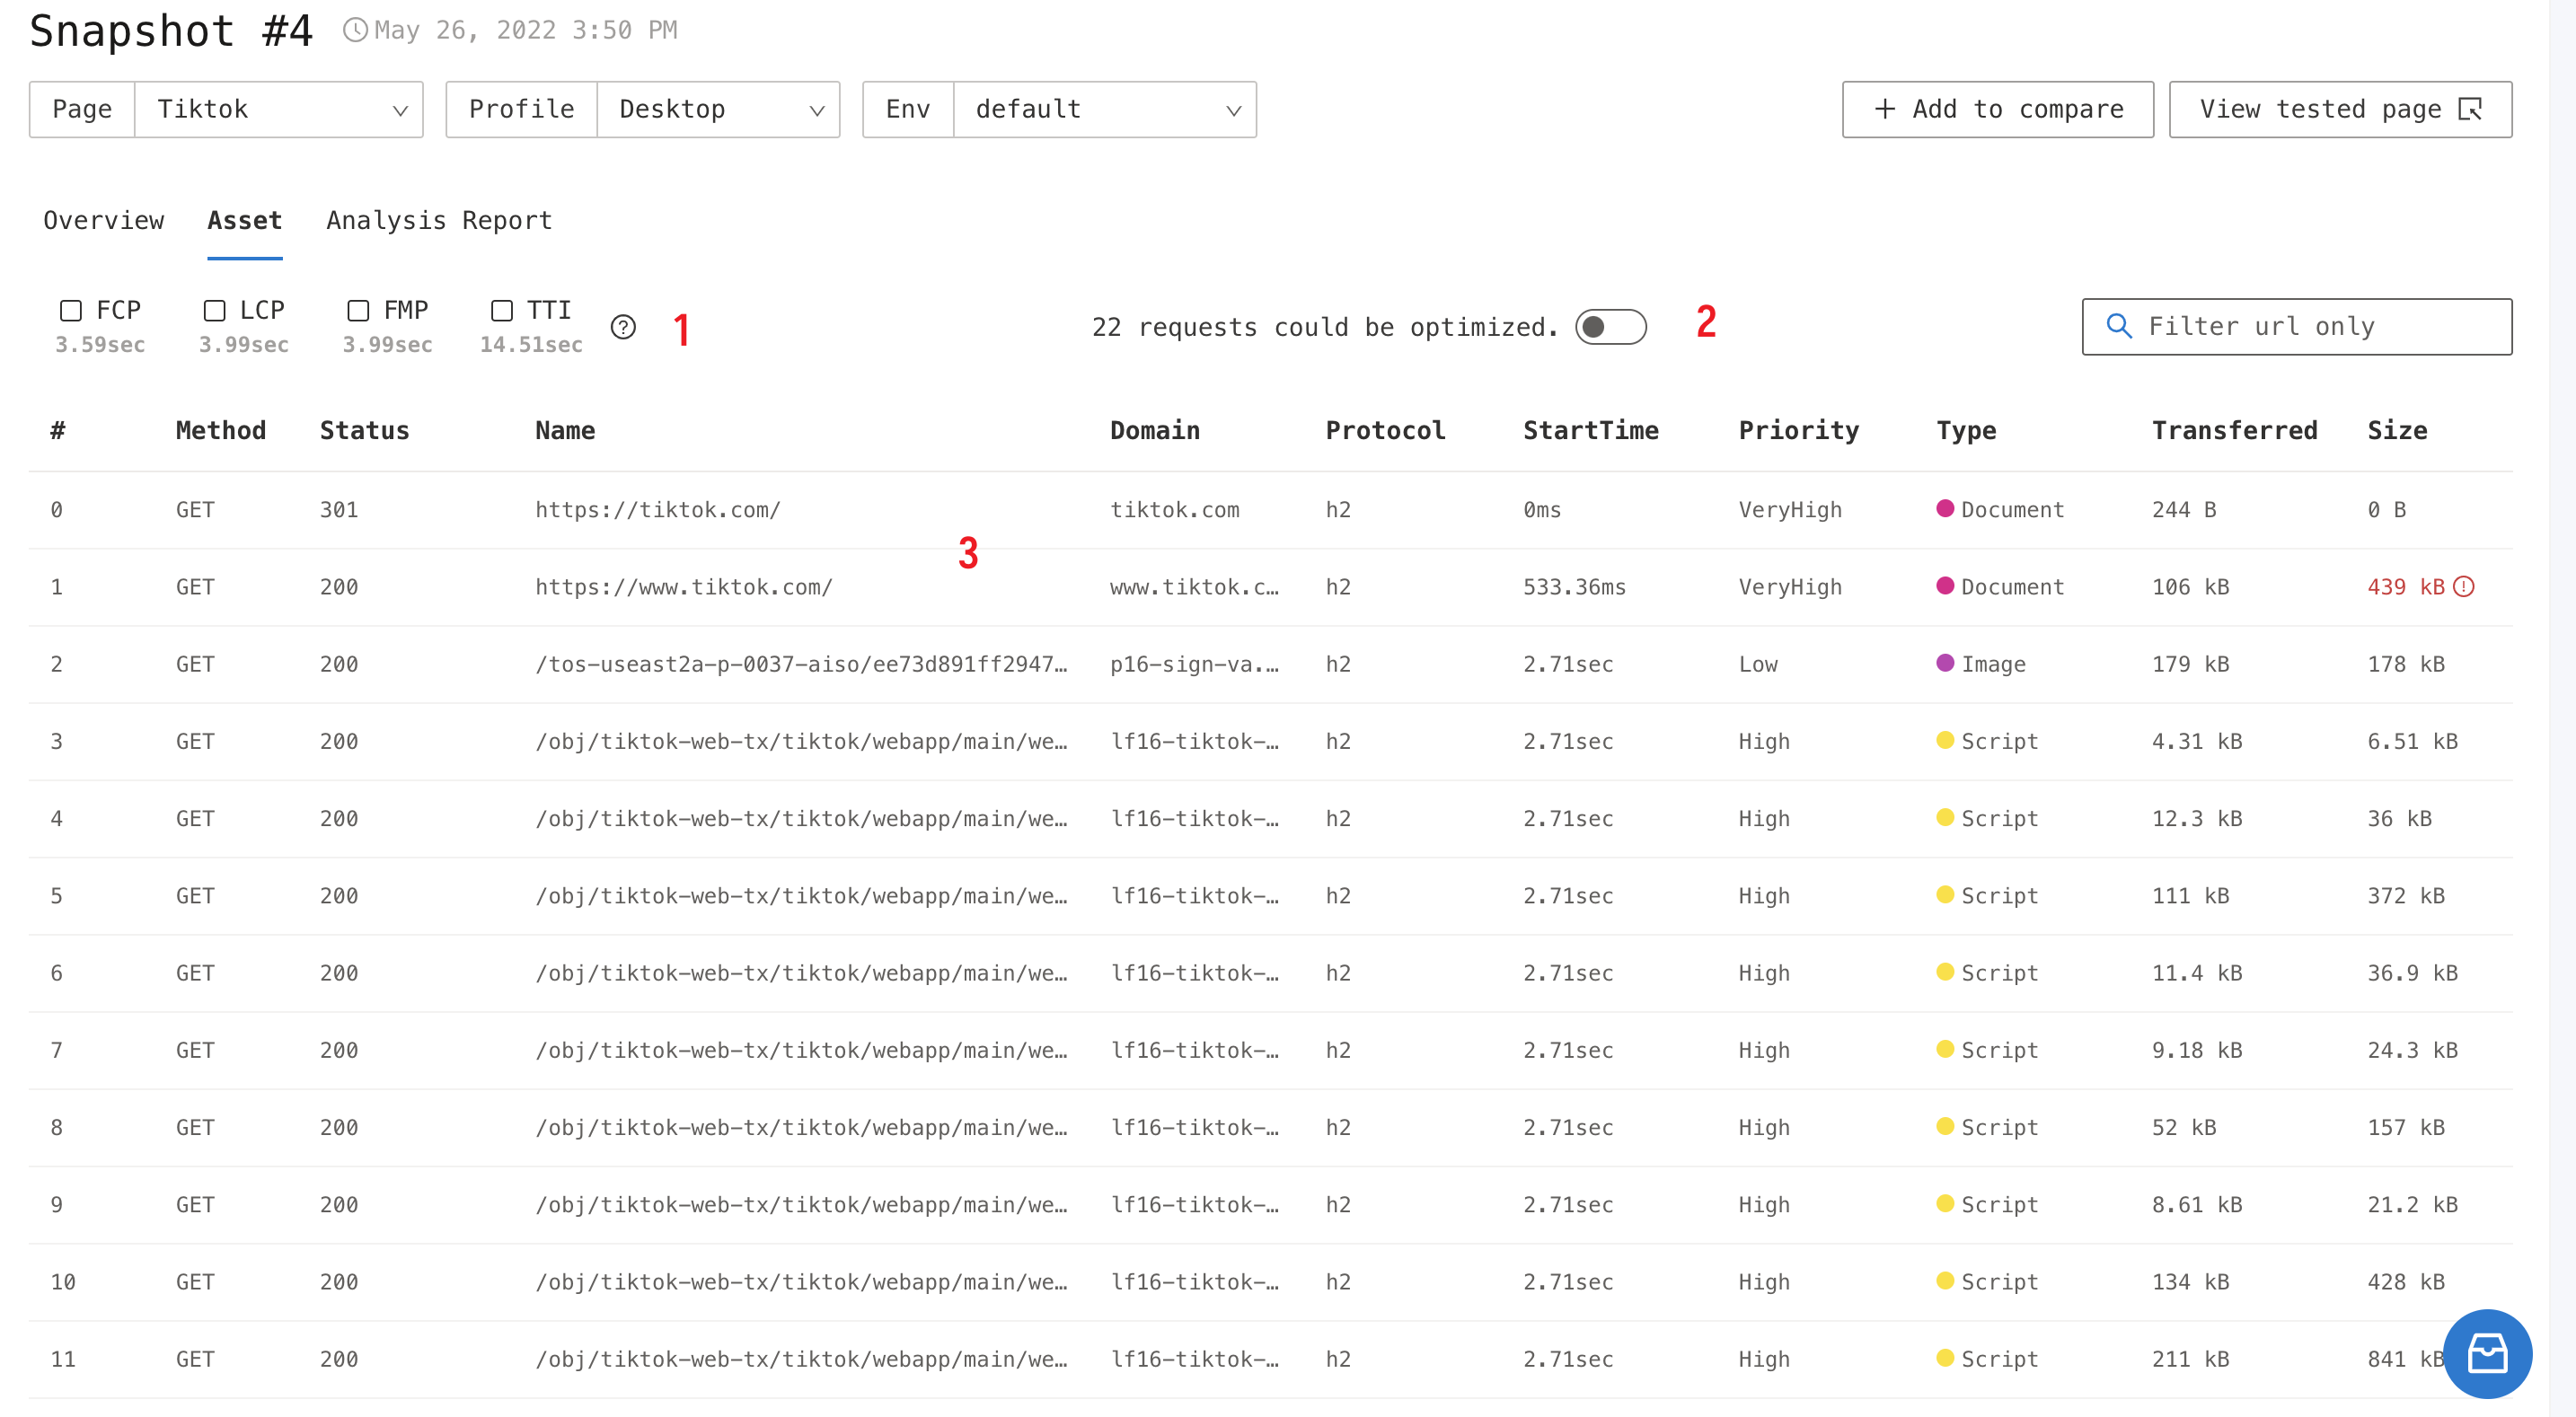 Snapshot #4 May 26, 2022 3:50 PM
Page Tiktok Profile Desktop Env default + Add to compare View tested page
Overview Asset Analysis Report
FCP LCP FMP TTI
3.59sec 3.99sec 3.99sec 14.51sec ? 1 22 requests could be optimized. 2 Filter url only
# Method Status Name Domain Protocol StartTime Priority Type Transferred Size
0 GET 301 https://tiktok.com/ tiktok.com h2 0ms VeryHigh Document 244 B 0 B
3
1 GET 200 https://www.tiktok.com/ www.tiktok.c… h2 533.36ms VeryHigh Document 106 kB 439 kB
2 GET 200 /tos-useast2a-p-0037-aiso/ee73d891ff2947… p16-sign-va.… h2 2.71sec Low Image 179 kB 178 kB
3 GET 200 /obj/tiktok-web-tx/tiktok/webapp/main/we… lf16-tiktok-… h2 2.71sec High Script 4.31 kB 6.51 kB
4 GET 200 /obj/tiktok-web-tx/tiktok/webapp/main/we… lf16-tiktok-… h2 2.71sec High Script 12.3 kB 36 kB
5 GET 200 /obj/tiktok-web-tx/tiktok/webapp/main/we… lf16-tiktok-… h2 2.71sec High Script 111 kB 372 kB
6 GET 200 /obj/tiktok-web-tx/tiktok/webapp/main/we… lf16-tiktok-… h2 2.71sec High Script 11.4 kB 36.9 kB
7 GET 200 /obj/tiktok-web-tx/tiktok/webapp/main/we… lf16-tiktok-… h2 2.71sec High Script 9.18 kB 24.3 kB
8 GET 200 /obj/tiktok-web-tx/tiktok/webapp/main/we… lf16-tiktok-… h2 2.71sec High Script 52 kB 157 kB
9 GET 200 /obj/tiktok-web-tx/tiktok/webapp/main/we… lf16-tiktok-… h2 2.71sec High Script 8.61 kB 21.2 kB
10 GET 200 /obj/tiktok-web-tx/tiktok/webapp/main/we… lf16-tiktok-… h2 2.71sec High Script 134 kB 428 kB
11 GET 200 /obj/tiktok-web-tx/tiktok/webapp/main/we… lf16-tiktok-… h2 2.71sec High Script 211 kB 841 kB